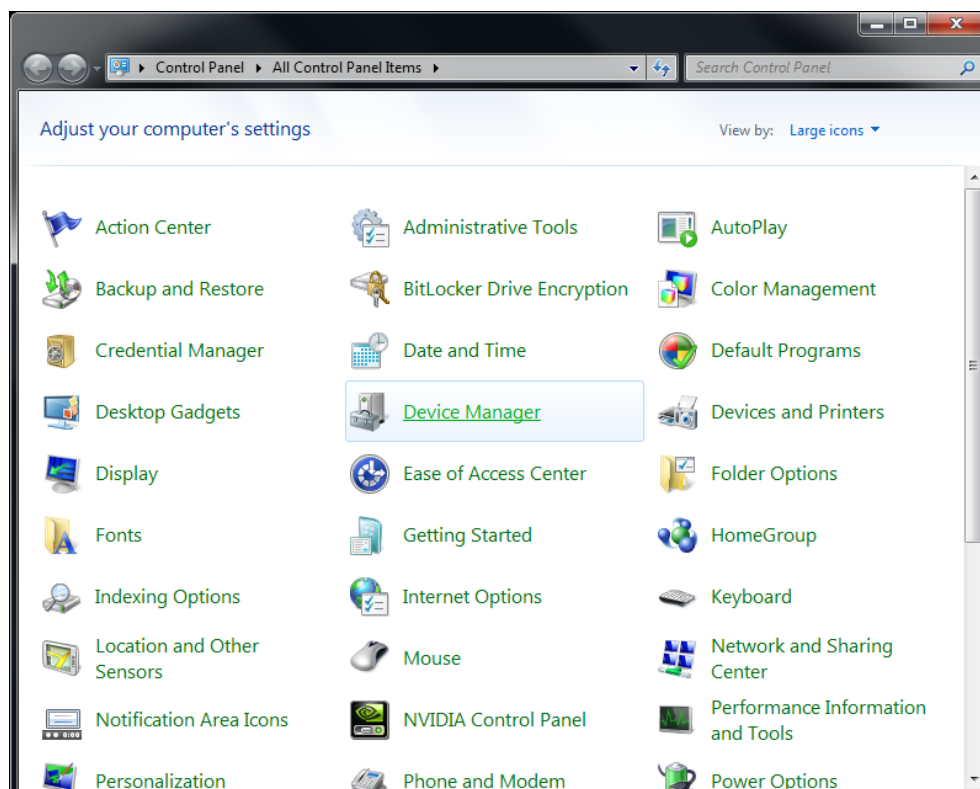 Control Panel All Control Panel Items Search Control Panel
Adjust your computer's settings View by: Large icons
Action Center Administrative Tools AutoPlay
Backup and Restore BitLocker Drive Encryption Color Management
Credential Manager Date and Time Default Programs
Desktop Gadgets Device Manager Devices and Printers
Display Ease of Access Center Folder Options
Fonts Getting Started HomeGroup
Indexing Options Internet Options Keyboard
Location and Other
Sensors
Mouse
Network and Sharing
Center
Notification Area Icons NVIDIA Control Panel
Performance Information
and Tools
Personalization Phone and Modem Power Options